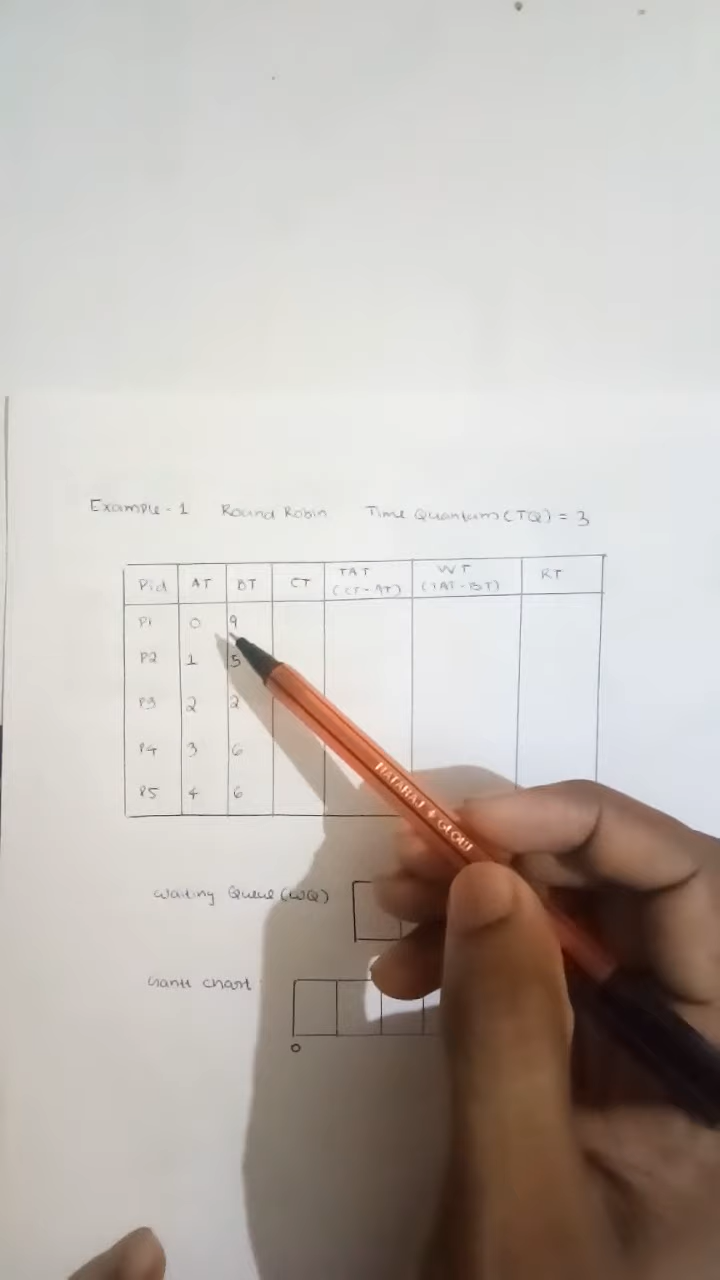 Example - 1 Round Robin Time Quantum (TQ) = 3
Pid AT BT CT TAT (CT - AT) WT (TAT - BT) RT
P1 0 9
P2 1 5
P3 2 2
P4 3 6
P5 4 6
NATARAJ
Waiting Queue (WQ)
Gantt chart
0